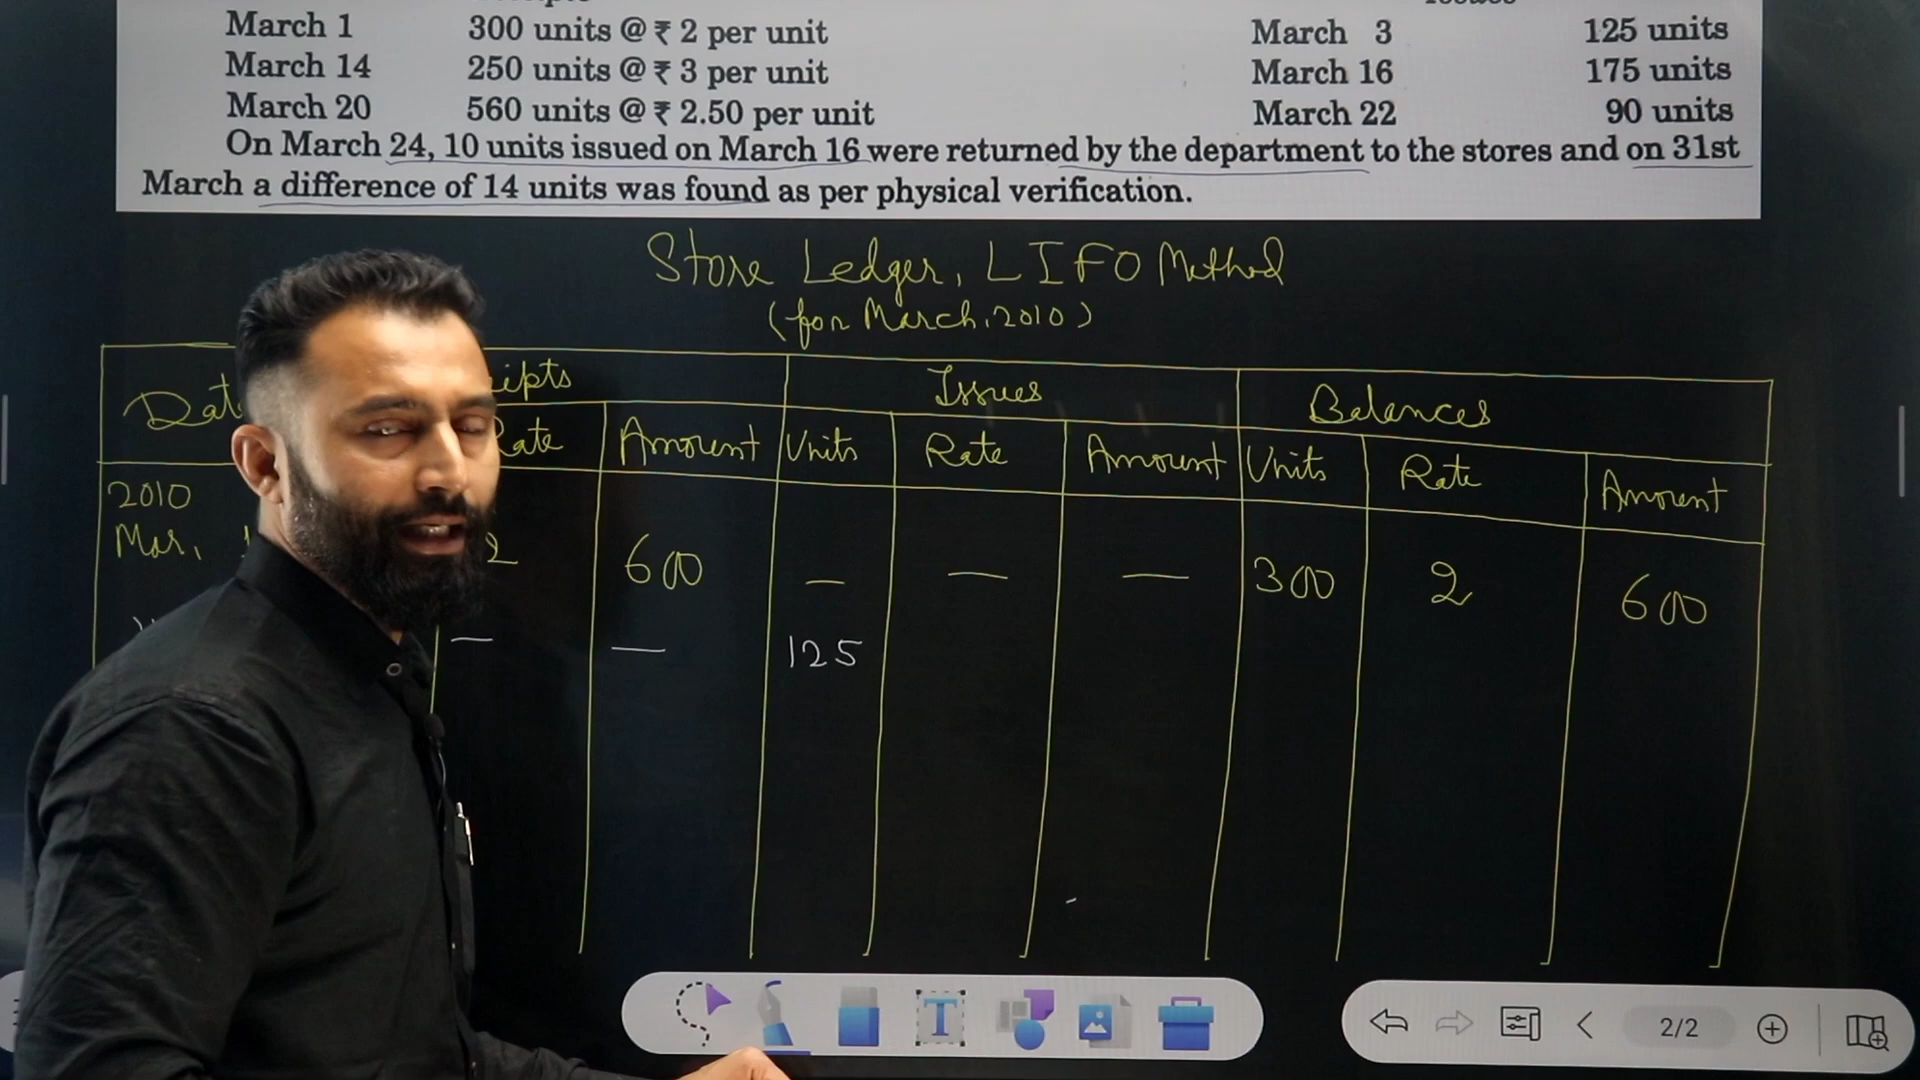 March 1 300 units @ ₹ 2 per unit March 3 125 units
March 14 250 units @ ₹ 3 per unit March 16 175 units
March 20 560 units @ ₹ 2.50 per unit March 22 90 units
On March 24, 10 units issued on March 16 were returned by the department to the stores and on 31st
March a difference of 14 units was found as per physical verification.
Store Ledger, LIFO Method
(for March, 2010)
Issues Balances
Rate Amount Units Rate Amount Units Rate Amount
2010
Mar, 2 600 — — — 300 2 600
— — 125
T
2/2